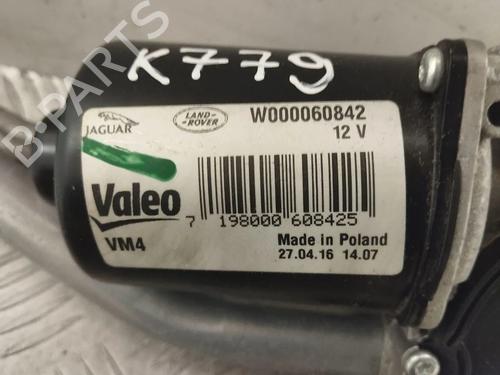 K779
B-PARTS
JAGUAR
LAND-
ROVER
W000060842
12 V
Valeo
7 198000 608425
VM4
Made in Poland
27.04.16 14.07